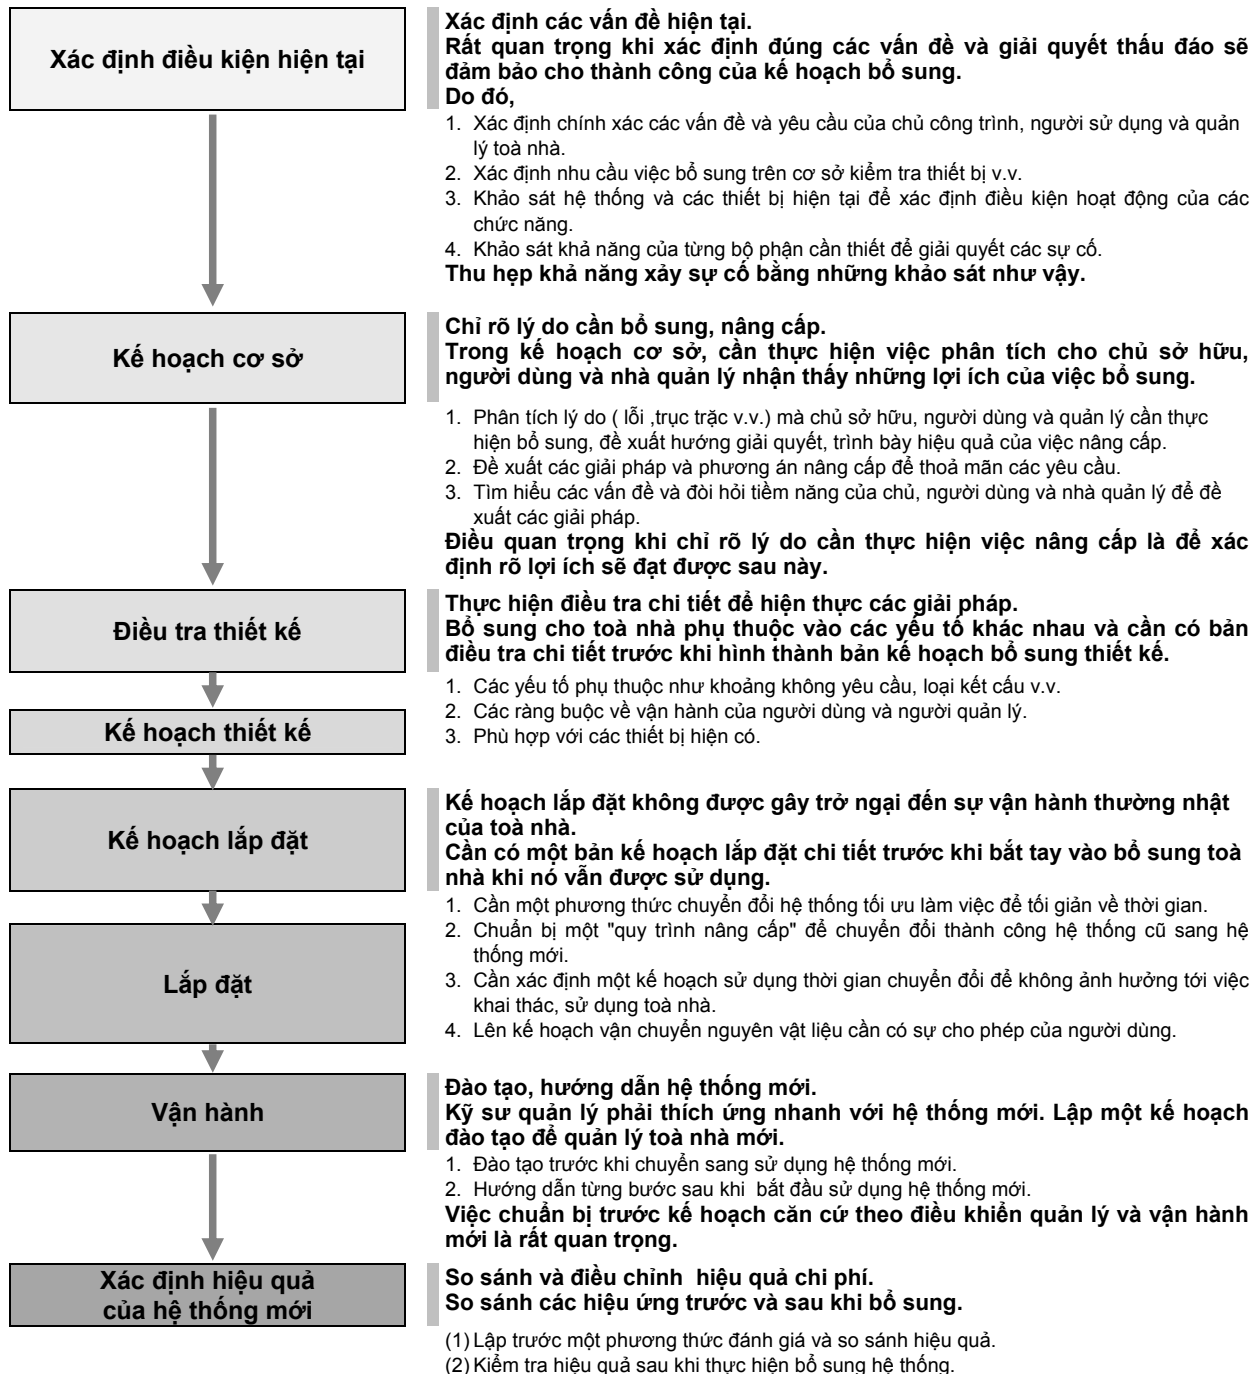 Xác định điều kiện hiện tại
Xác định các vấn đề hiện tại.
Rất quan trọng khi xác định đúng các vấn đề và giải quyết thấu đáo sẽ
đảm bảo cho thành công của kế hoạch bổ sung.
Do đó,
1. Xác định chính xác các vấn đề và yêu cầu của chủ công trình, người sử dụng và quản
lý toà nhà.
2. Xác định nhu cầu việc bổ sung trên cơ sở kiểm tra thiết bị v.v.
3. Khảo sát hệ thống và các thiết bị hiện tại để xác định điều kiện hoạt động của các
chức năng.
4. Khảo sát khả năng của từng bộ phận cần thiết để giải quyết các sự cố.
Thu hẹp khả năng xảy sự cố bằng những khảo sát như vậy.
Kế hoạch cơ sở
Chỉ rõ lý do cần bổ sung, nâng cấp.
Trong kế hoạch cơ sở, cần thực hiện việc phân tích cho chủ sở hữu,
người dùng và nhà quản lý nhận thấy những lợi ích của việc bổ sung.
1. Phân tích lý do ( lỗi ,trục trặc v.v.) mà chủ sở hữu, người dùng và quản lý cần thực
hiện bổ sung, đề xuất hướng giải quyết, trình bày hiệu quả của việc nâng cấp.
2. Đề xuất các giải pháp và phương án nâng cấp để thoả mãn các yêu cầu.
3. Tìm hiểu các vấn đề và đòi hỏi tiềm năng của chủ, người dùng và nhà quản lý để đề
xuất các giải pháp.
Điều quan trọng khi chỉ rõ lý do cần thực hiện việc nâng cấp là để xác
định rõ lợi ích sẽ đạt được sau này.
Điều tra thiết kế
Thực hiện điều tra chi tiết để hiện thực các giải pháp.
Bổ sung cho toà nhà phụ thuộc vào các yếu tố khác nhau và cần có bản
điều tra chi tiết trước khi hình thành bản kế hoạch bổ sung thiết kế.
1. Các yếu tố phụ thuộc như khoảng không yêu cầu, loại kết cấu v.v.
2. Các ràng buộc về vận hành của người dùng và người quản lý.
3. Phù hợp với các thiết bị hiện có.
Kế hoạch thiết kế
Kế hoạch lắp đặt
Kế hoạch lắp đặt không được gây trở ngại đến sự vận hành thường nhật
của toà nhà.
Cần có một bản kế hoạch lắp đặt chi tiết trước khi bắt tay vào bổ sung toà
nhà khi nó vẫn được sử dụng.
1. Cần một phương thức chuyển đổi hệ thống tối ưu làm việc để tối giản về thời gian.
2. Chuẩn bị một "quy trình nâng cấp" để chuyển đổi thành công hệ thống cũ sang hệ
thống mới.
3. Cần xác định một kế hoạch sử dụng thời gian chuyển đổi để không ảnh hưởng tới việc
khai thác, sử dụng toà nhà.
4. Lên kế hoạch vận chuyển nguyên vật liệu cần có sự cho phép của người dùng.
Lắp đặt
Vận hành
Đào tạo, hướng dẫn hệ thống mới.
Kỹ sư quản lý phải thích ứng nhanh với hệ thống mới. Lập một kế hoạch
đào tạo để quản lý toà nhà mới.
1. Đào tạo trước khi chuyển sang sử dụng hệ thống mới.
2. Hướng dẫn từng bước sau khi bắt đầu sử dụng hệ thống mới.
Việc chuẩn bị trước kế hoạch căn cứ theo điều khiển quản lý và vận hành
mới là rất quan trọng.
Xác định hiệu quả
của hệ thống mới
So sánh và điều chỉnh hiệu quả chi phí.
So sánh các hiệu ứng trước và sau khi bổ sung.
(1) Lập trước một phương thức đánh giá và so sánh hiệu quả.
(2) Kiểm tra hiệu quả sau khi thực hiện bổ sung hệ thống.